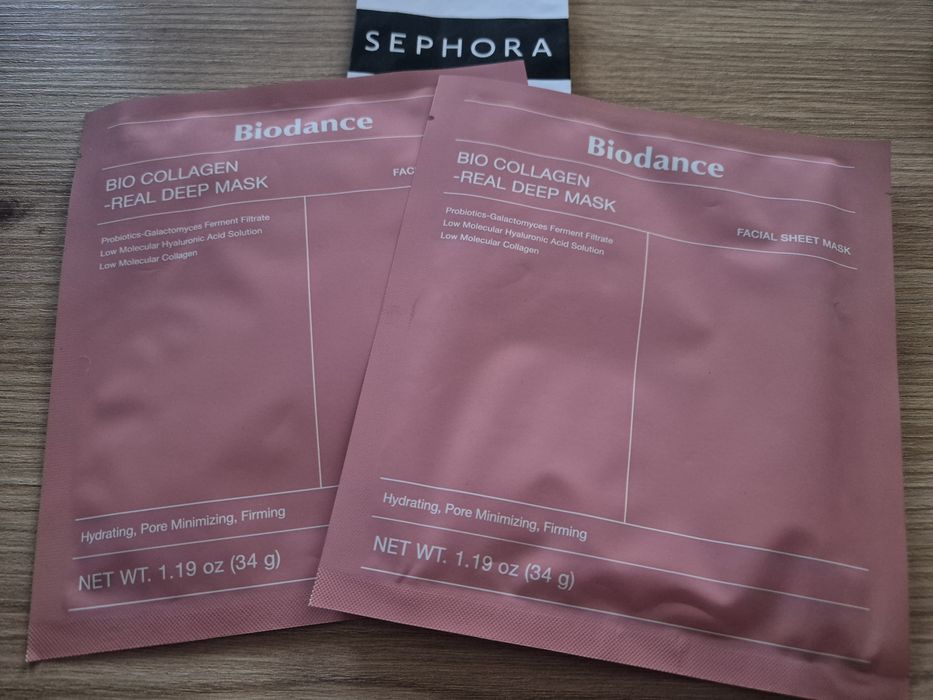 SEPHORA
Biodance
BIO COLLAGEN
-REAL DEEP MASK
FAC
Probiotics-Galactomyces Ferment Filtrate
Low Molecular Hyaluronic Acid Solution
Low Molecular Collagen
Hydrating, Pore Minimizing, Firming
NET WT. 1.19 oz (34 g)
Biodance
BIO COLLAGEN
-REAL DEEP MASK
FACIAL SHEET MASK
Probiotics-Galactomyces Ferment Filtrate
Low Molecular Hyaluronic Acid Solution
Low Molecular Collagen
Hydrating, Pore Minimizing, Firming
NET WT. 1.19 oz (34 g)